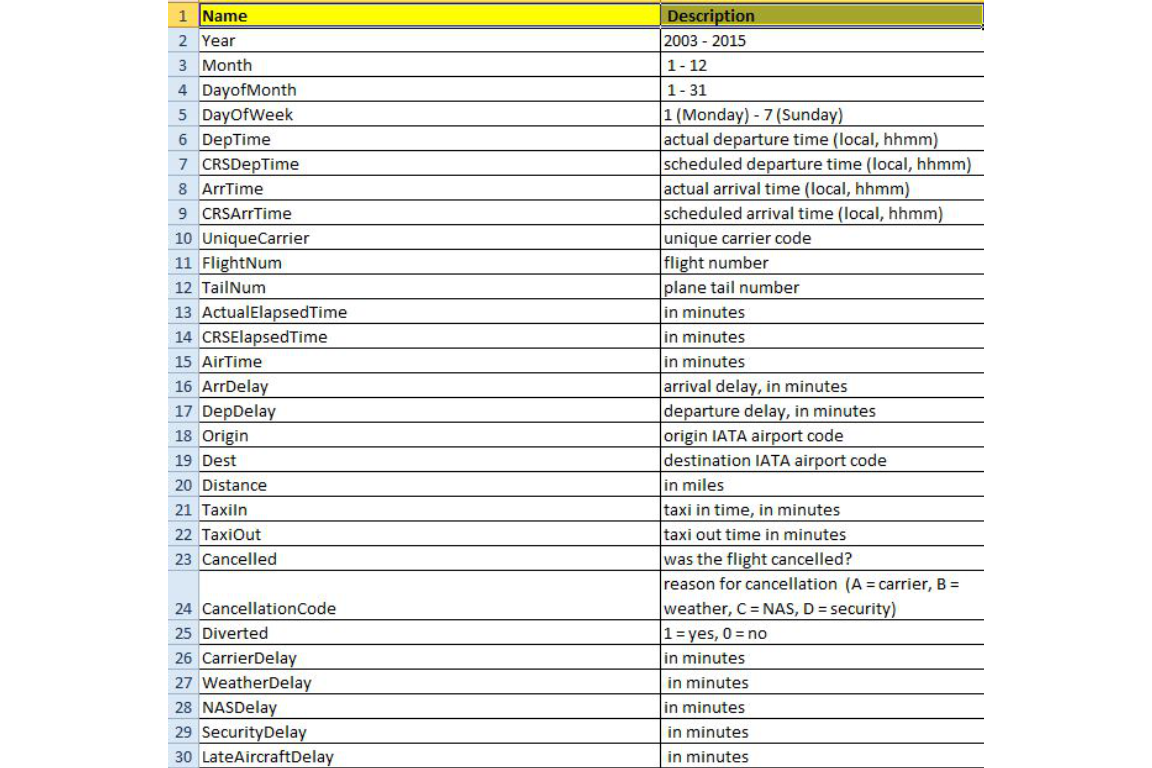 1 Name Description
2 Year 2003 - 2015
3 Month 1 - 12
4 DayofMonth 1 - 31
5 DayOfWeek 1 (Monday) - 7 (Sunday)
6 DepTime actual departure time (local, hhmm)
7 CRSDepTime scheduled departure time (local, hhmm)
8 ArrTime actual arrival time (local, hhmm)
9 CRSArrTime scheduled arrival time (local, hhmm)
10 UniqueCarrier unique carrier code
11 FlightNum flight number
12 TailNum plane tail number
13 ActualElapsedTime in minutes
14 CRSElapsedTime in minutes
15 AirTime in minutes
16 ArrDelay arrival delay, in minutes
17 DepDelay departure delay, in minutes
18 Origin origin IATA airport code
19 Dest destination IATA airport code
20 Distance in miles
21 TaxiIn taxi in time, in minutes
22 TaxiOut taxi out time in minutes
23 Cancelled was the flight cancelled?
reason for cancellation (A = carrier, B =
24 CancellationCode weather, C = NAS, D = security)
25 Diverted 1 = yes, 0 = no
26 CarrierDelay in minutes
27 WeatherDelay in minutes
28 NASDelay in minutes
29 SecurityDelay in minutes
30 LateAircraftDelay in minutes